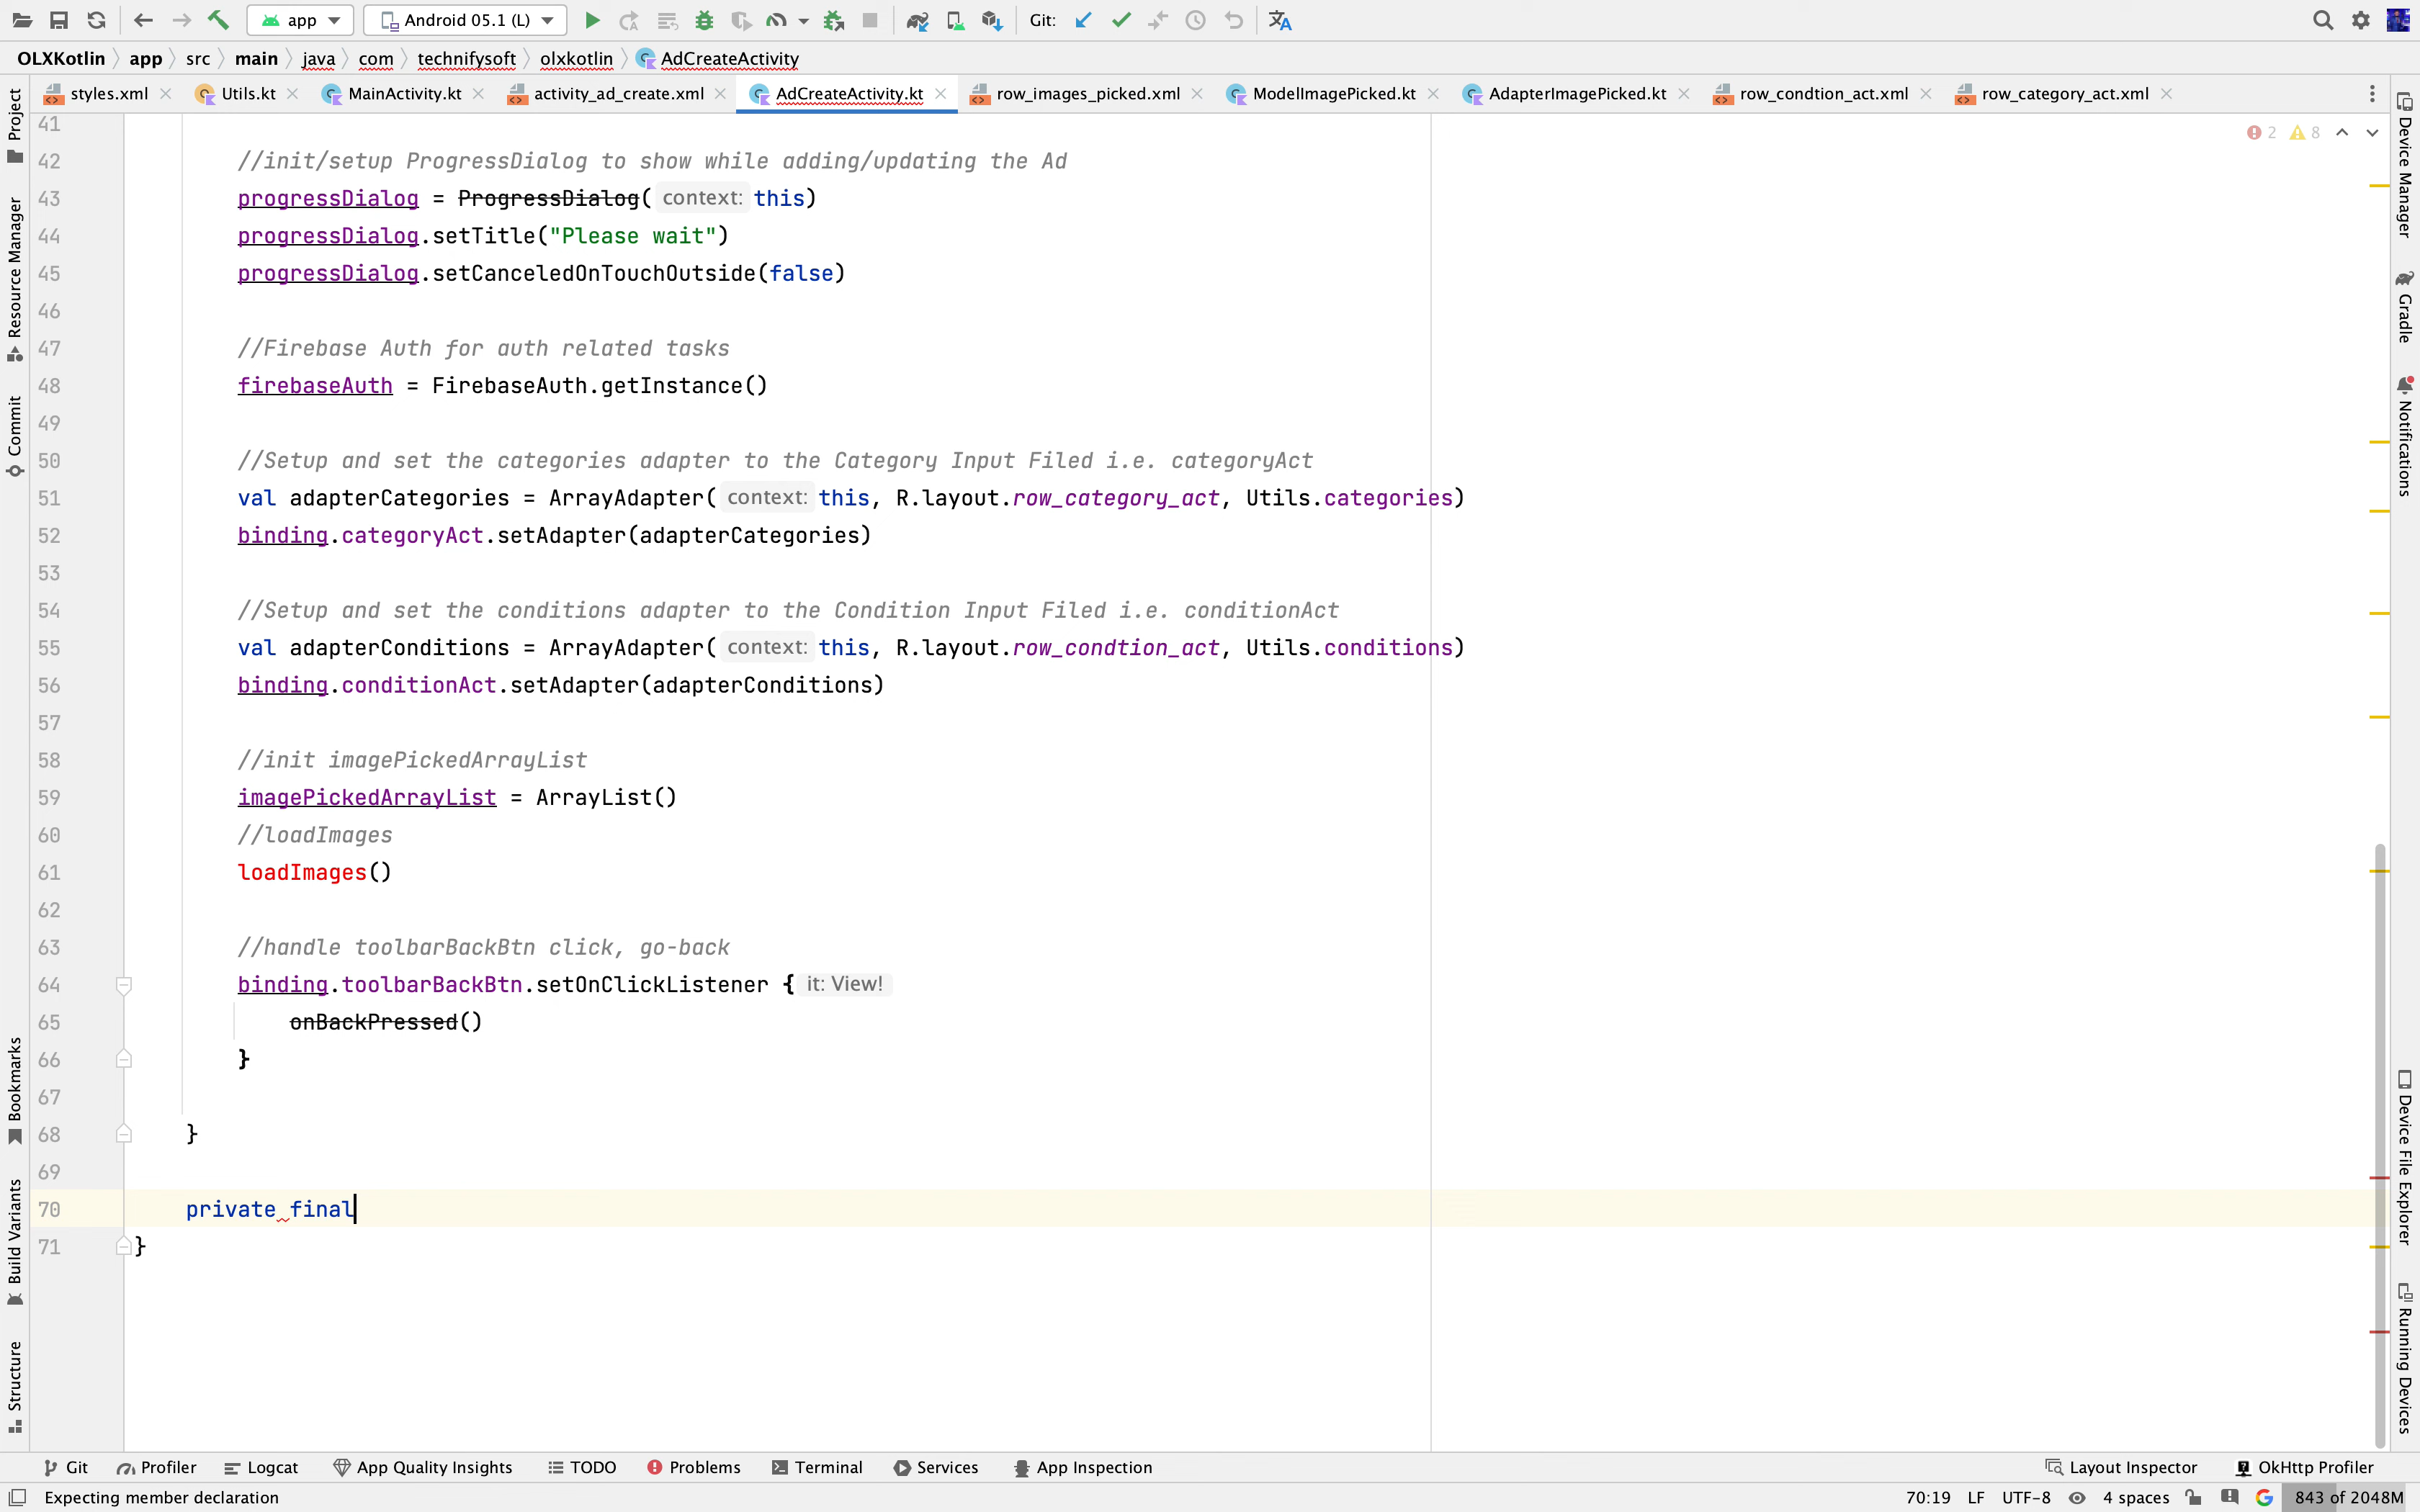 app
Android 05.1 (L)
Git:
OLXKotlin
app
src
main
java
com
technifysoft
olxkotlin
AdCreateActivity
styles.xml
Utils.kt
MainActivity.kt
activity_ad_create.xml
AdCreateActivity.kt
row_images_picked.xml
ModelImagePicked.kt
AdapterImagePicked.kt
row_condtion_act.xml
row_category_act.xml
2 8
41
42 //init/setup ProgressDialog to show while adding/updating the Ad
43 progressDialog = ProgressDialog( context: this)
44 progressDialog.setTitle("Please wait")
45 progressDialog.setCanceledOnTouchOutside(false)
46
47 //Firebase Auth for auth related tasks
48 firebaseAuth = FirebaseAuth.getInstance()
49
50 //Setup and set the categories adapter to the Category Input Filed i.e. categoryAct
51 val adapterCategories = ArrayAdapter( context: this, R.layout.row_category_act, Utils.categories)
52 binding.categoryAct.setAdapter(adapterCategories)
53
54 //Setup and set the conditions adapter to the Condition Input Filed i.e. conditionAct
55 val adapterConditions = ArrayAdapter( context: this, R.layout.row_condtion_act, Utils.conditions)
56 binding.conditionAct.setAdapter(adapterConditions)
57
58 //init imagePickedArrayList
59 imagePickedArrayList = ArrayList()
60 //loadImages
61 loadImages()
62
63 //handle toolbarBackBtn click, go-back
64 binding.toolbarBackBtn.setOnClickListener { it: View!
65 onBackPressed()
66 }
67
68 }
69
70 private final
71 }
Project
Resource Manager
Commit
Bookmarks
Build Variants
Structure
Device Manager
Gradle
Notifications
Device File Explorer
Running Devices
Git
Profiler
Logcat
App Quality Insights
TODO
Problems
Terminal
Services
App Inspection
Layout Inspector
OkHttp Profiler
Expecting member declaration
70:19 LF UTF-8 4 spaces 843 of 2048M